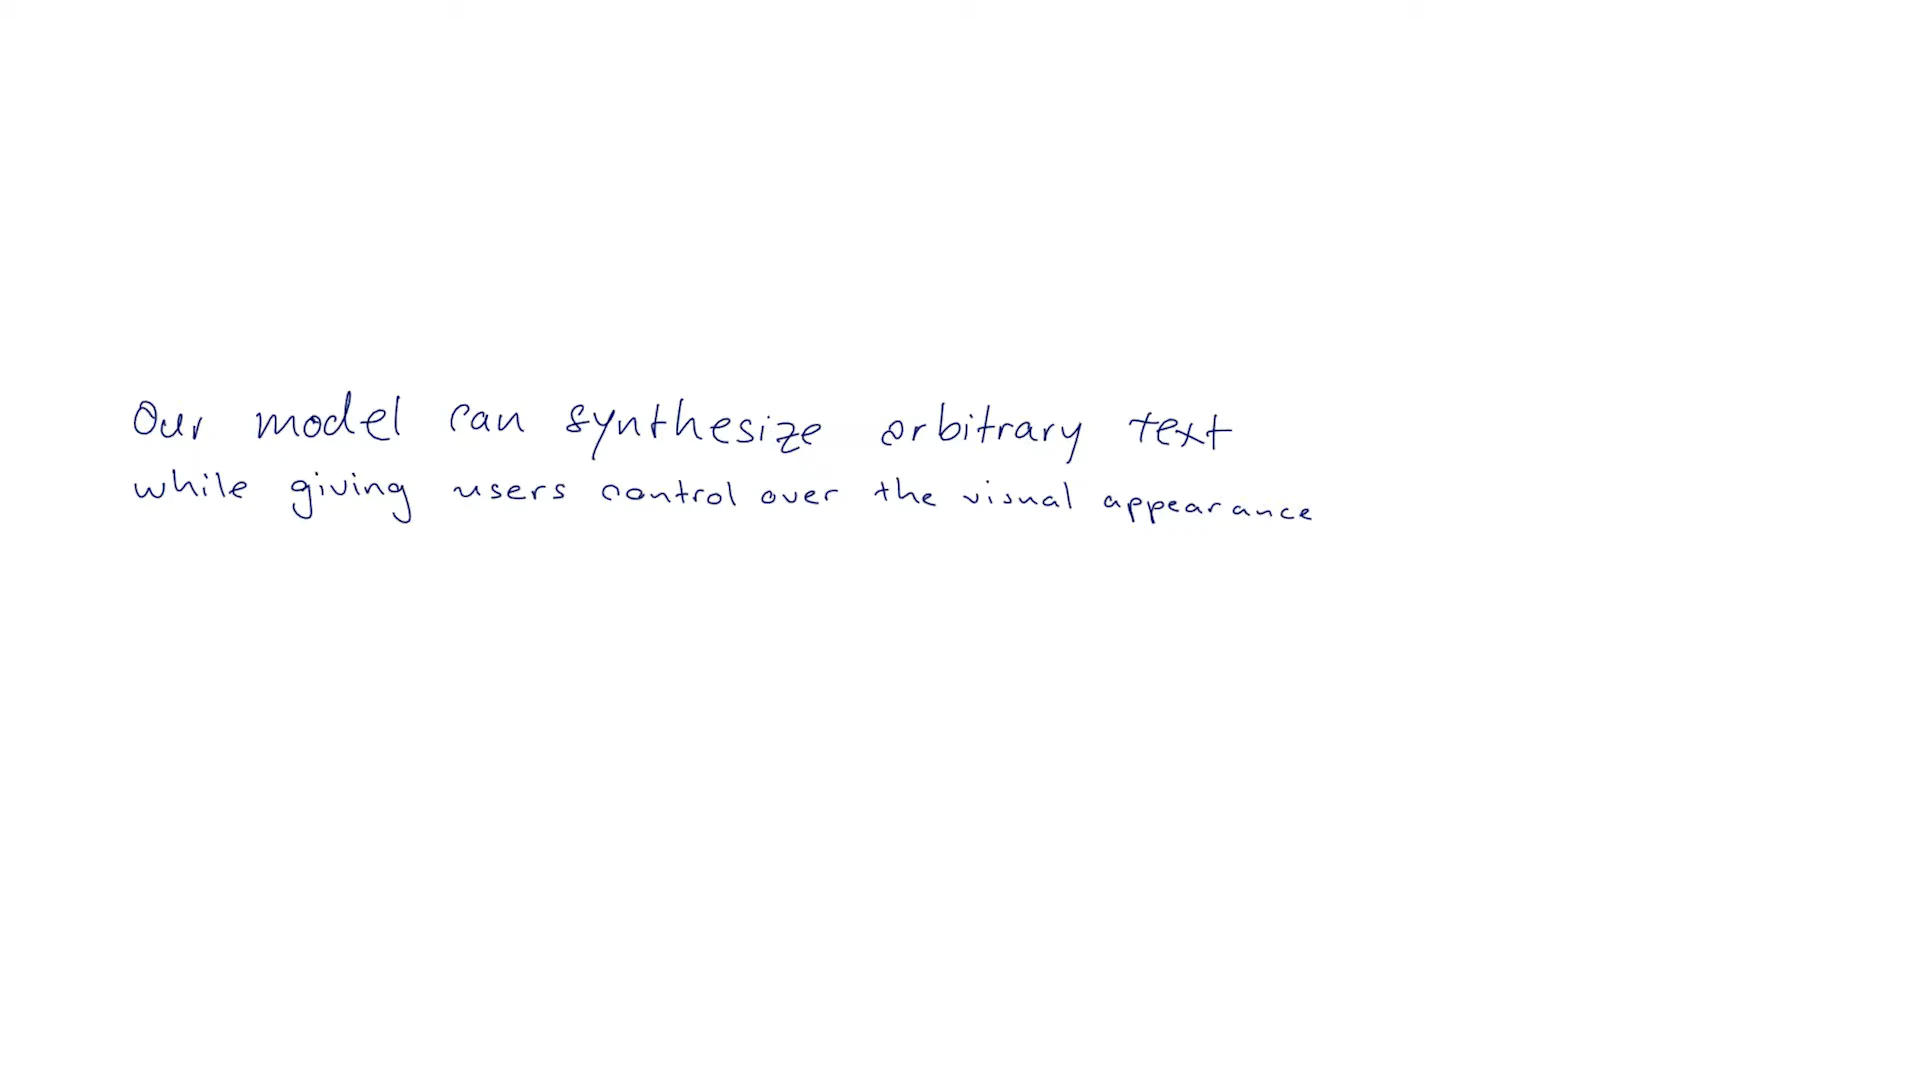 Our model can synthesize arbitrary text
while giving users control over the visual appearance